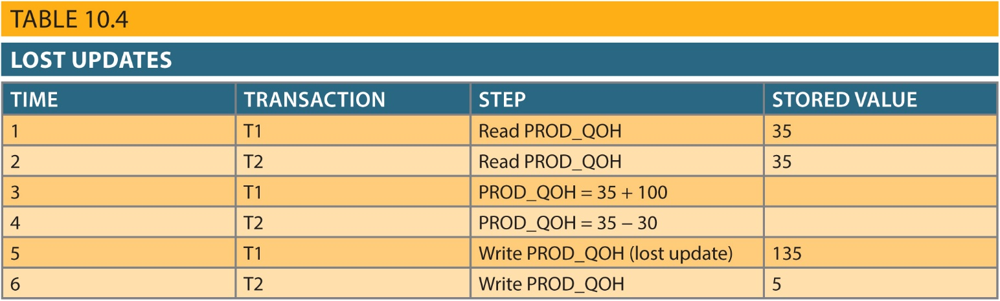 TABLE 10.4
LOST UPDATES
TIME TRANSACTION STEP STORED VALUE
1 T1 Read PROD_QOH 35
2 T2 Read PROD_QOH 35
3 T1 PROD_QOH = 35 + 100
4 T2 PROD_QOH = 35 − 30
5 T1 Write PROD_QOH (lost update) 135
6 T2 Write PROD_QOH 5